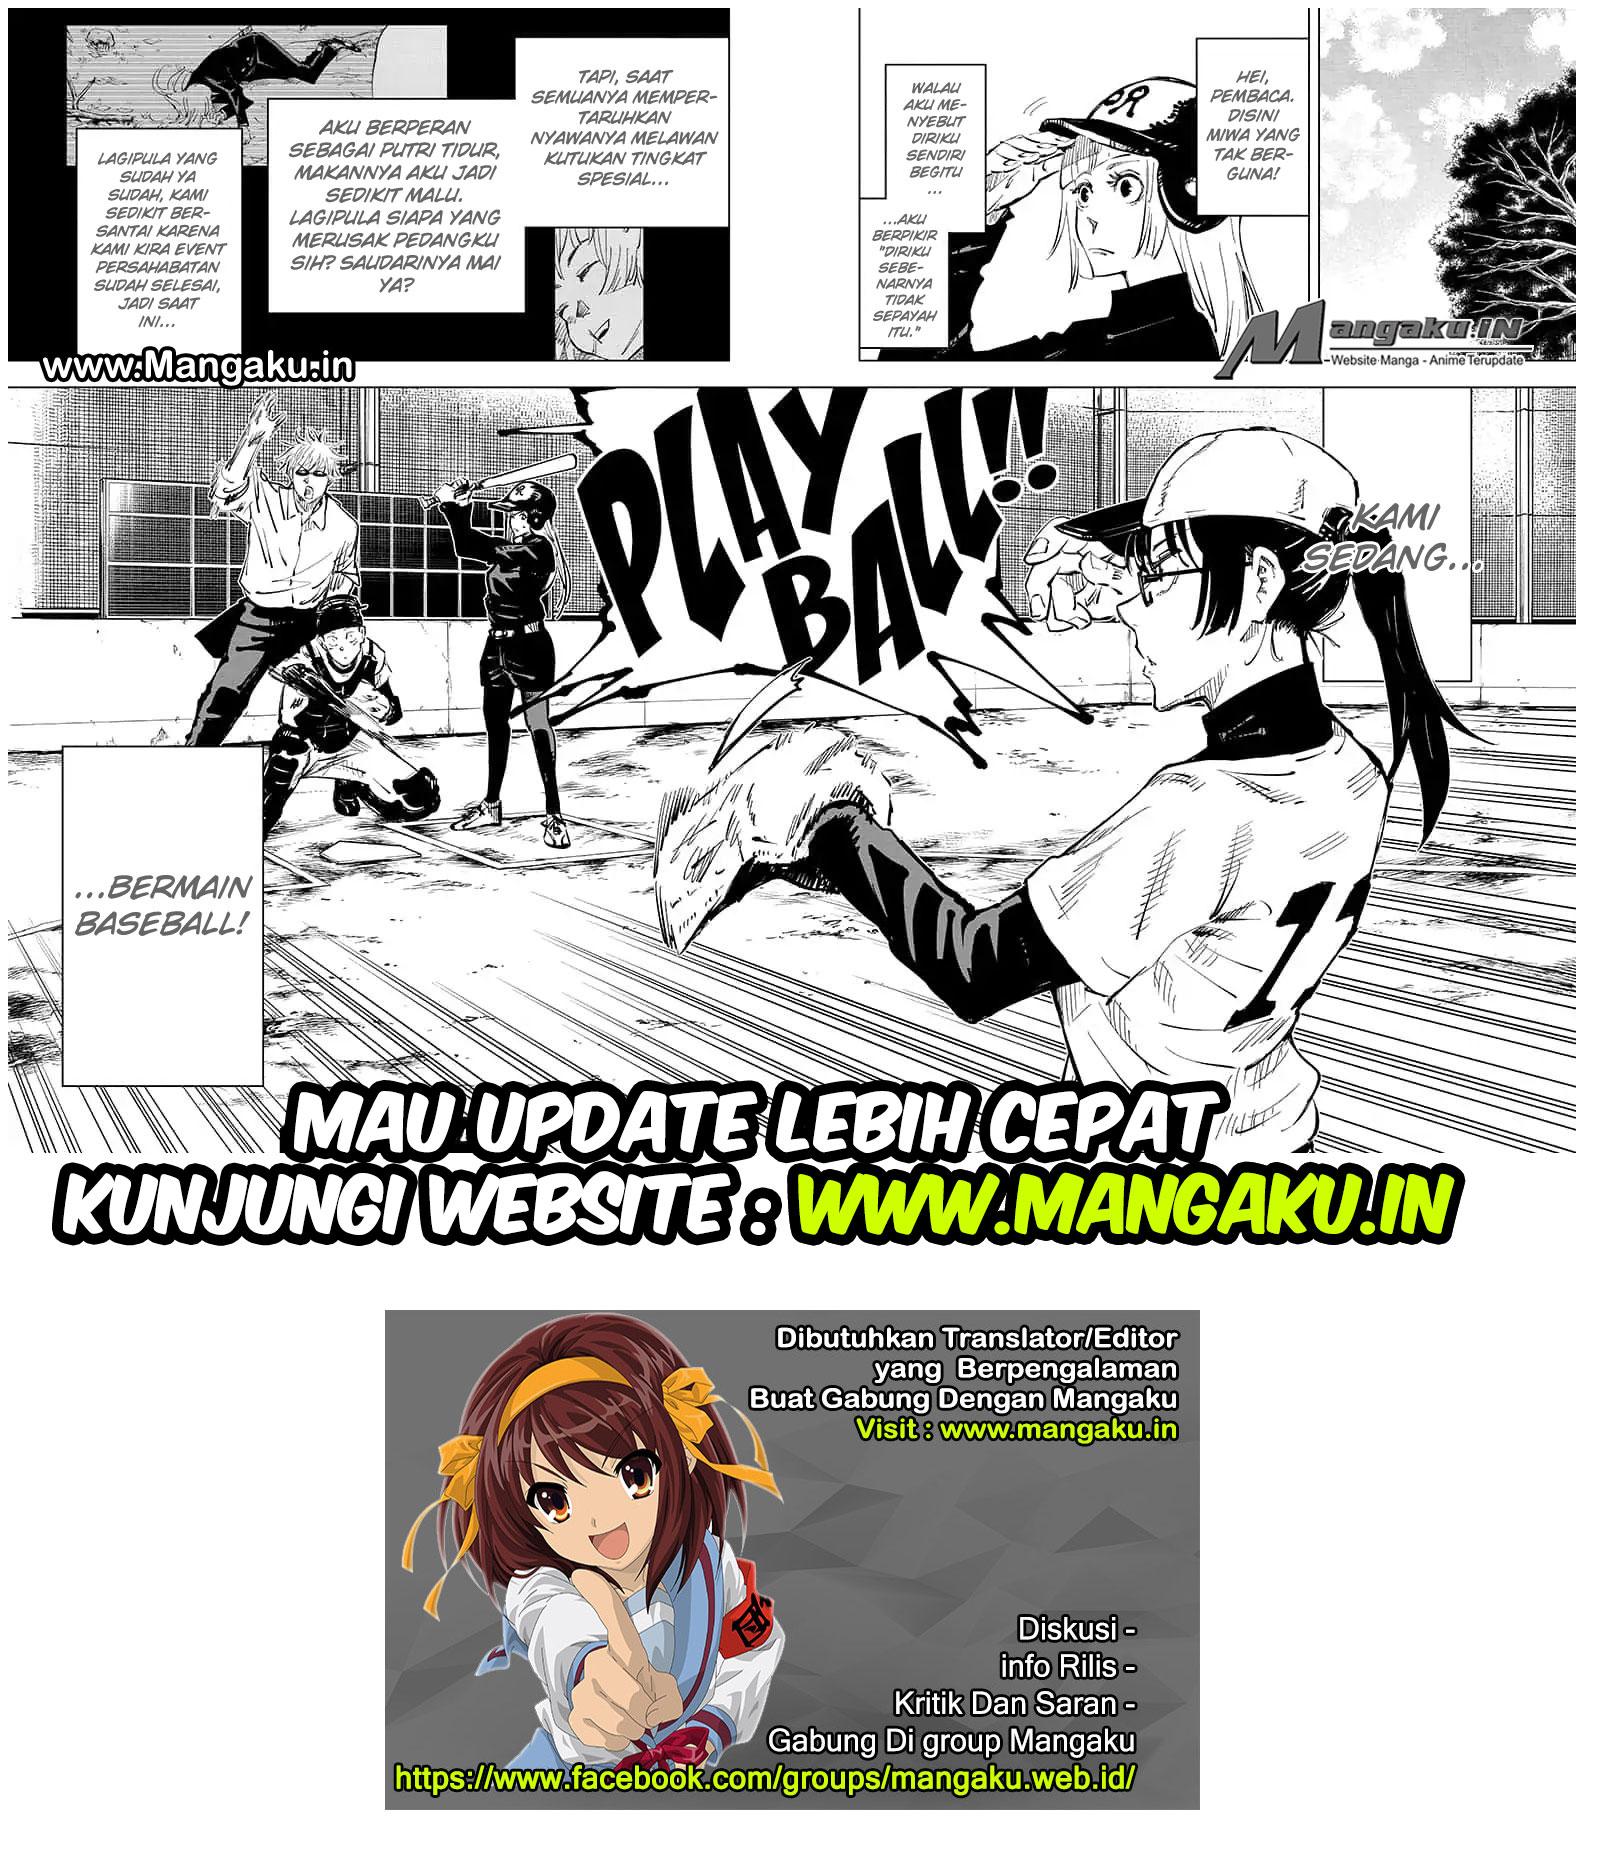 HEI,
PEMBACA.
DISINI
MIWA YANG
TAK BER-
GUNA!
WALAU
AKU ME-
NYEBUT
DIRIKU
SENDIRI
BEGITU
...
...AKU
BERPIKIR
"DIRIKU
SEBE-
NARNYA
TIDAK
SEPAYAH
ITU."
R
Mangaku.iN
Website Manga - Anime Terupdate
TAPI, SAAT
SEMUANYA MEMPER-
TARUHKAN
NYAWANYA MELAWAN
KUTUKAN TINGKAT
SPESIAL...
AKU BERPERAN
SEBAGAI PUTRI TIDUR,
MAKANNYA AKU JADI
SEDIKIT MALU.
LAGIPULA SIAPA YANG
MERUSAK PEDANGKU
SIH? SAUDARINYA MAI
YA?
LAGIPULA YANG
SUDAH YA
SUDAH, KAMI
SEDIKIT BER-
SANTAI KARENA
KAMI KIRA EVENT
PERSAHABATAN
SUDAH SELESAI,
JADI SAAT
INI...
www.Mangaku.in
KAMI
SEDANG...
PLAY
BALL!!
...BERMAIN
BASEBALL!
MAU UPDATE LEBIH CEPAT
KUNJUNGI WEBSITE : WWW.MANGAKU.IN
Dibutuhkan Translator/Editor
yang Berpengalaman
Buat Gabung Dengan Mangaku
Visit : www.mangaku.in
団
Diskusi -
info Rilis -
Kritik Dan Saran -
Gabung Di group Mangaku
https://www.facebook.com/groups/mangaku.web.id/